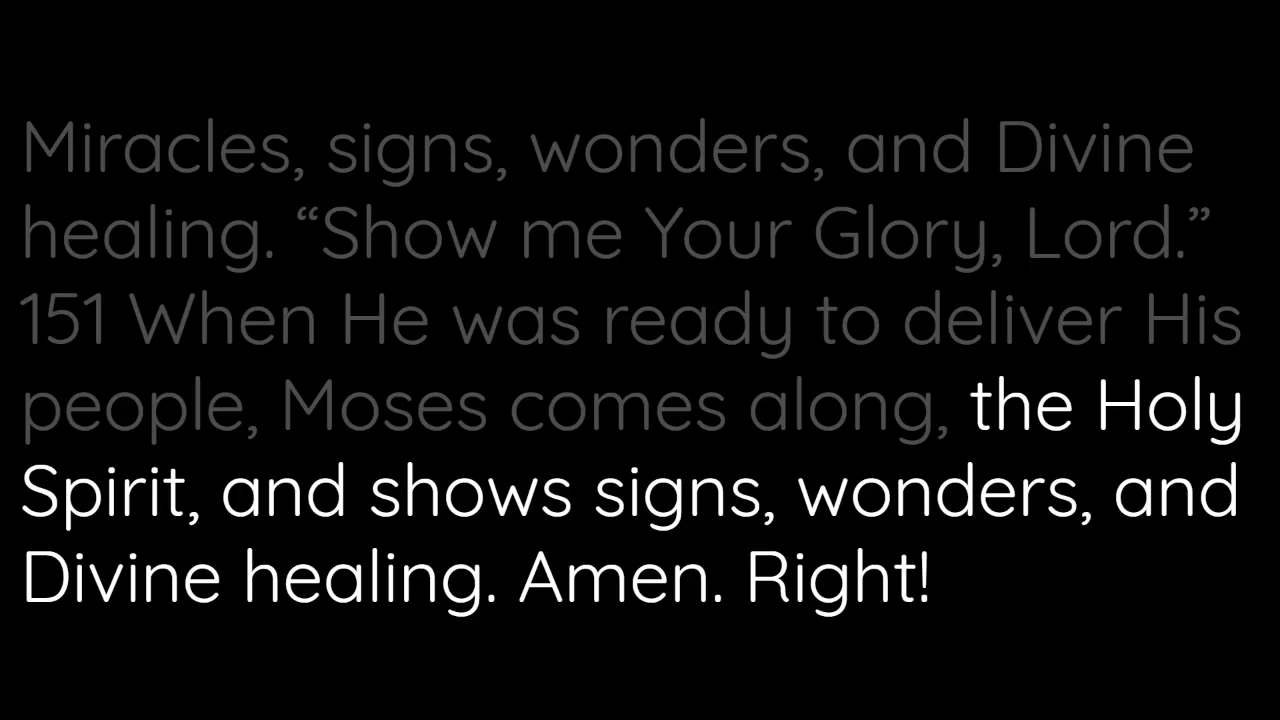 Miracles, signs, wonders, and Divine
healing. “Show me Your Glory, Lord.”
151 When He was ready to deliver His
people, Moses comes along, the Holy
Spirit, and shows signs, wonders, and
Divine healing. Amen. Right!